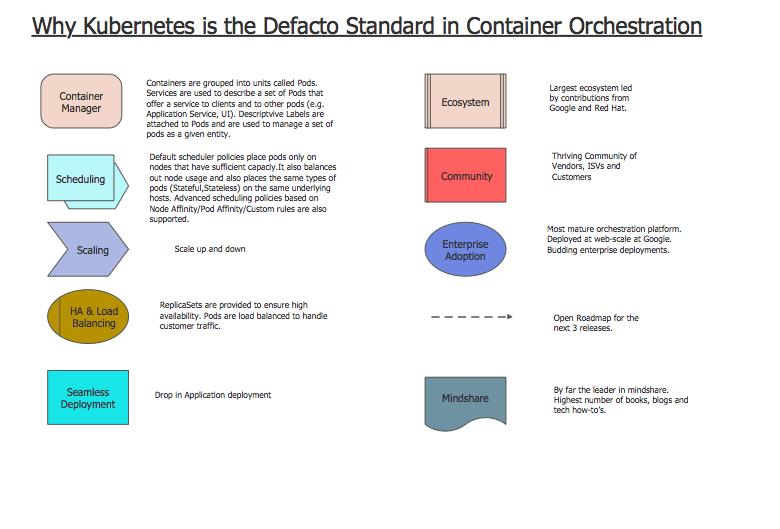 Why Kubernetes is the Defacto Standard in Container Orchestration
Container
Manager
Containers are grouped into units called Pods.
Services are used to describe a set of Pods that
offer a service to clients and to other pods (e.g.
Application Service, UI). Descriptvive Labels are
attached to Pods and are used to manage a set of
pods as a given entity.
Scheduling
Default scheduler policies place pods only on
nodes that have sufficient capaciy.It also balances
out node usage and also places the same types of
pods (Stateful,Stateless) on the same underlying
hosts. Advanced scheduling policies based on
Node Affinity/Pod Affinity/Custom rules are also
supported.
Scaling
Scale up and down
HA & Load
Balancing
ReplicaSets are provided to ensure high
availability. Pods are load balanced to handle
customer traffic.
Seamless
Deployment
Drop in Application deployment
Ecosystem
Largest ecosystem led
by contributions from
Google and Red Hat.
Community
Thriving Community of
Vendors, ISVs and
Customers
Enterprise
Adoption
Most mature orchestration platform.
Deployed at web-scale at Google.
Budding enterprise deployments.
Open Roadmap for the
next 3 releases.
Mindshare
By far the leader in mindshare.
Highest number of books, blogs and
tech how-to's.